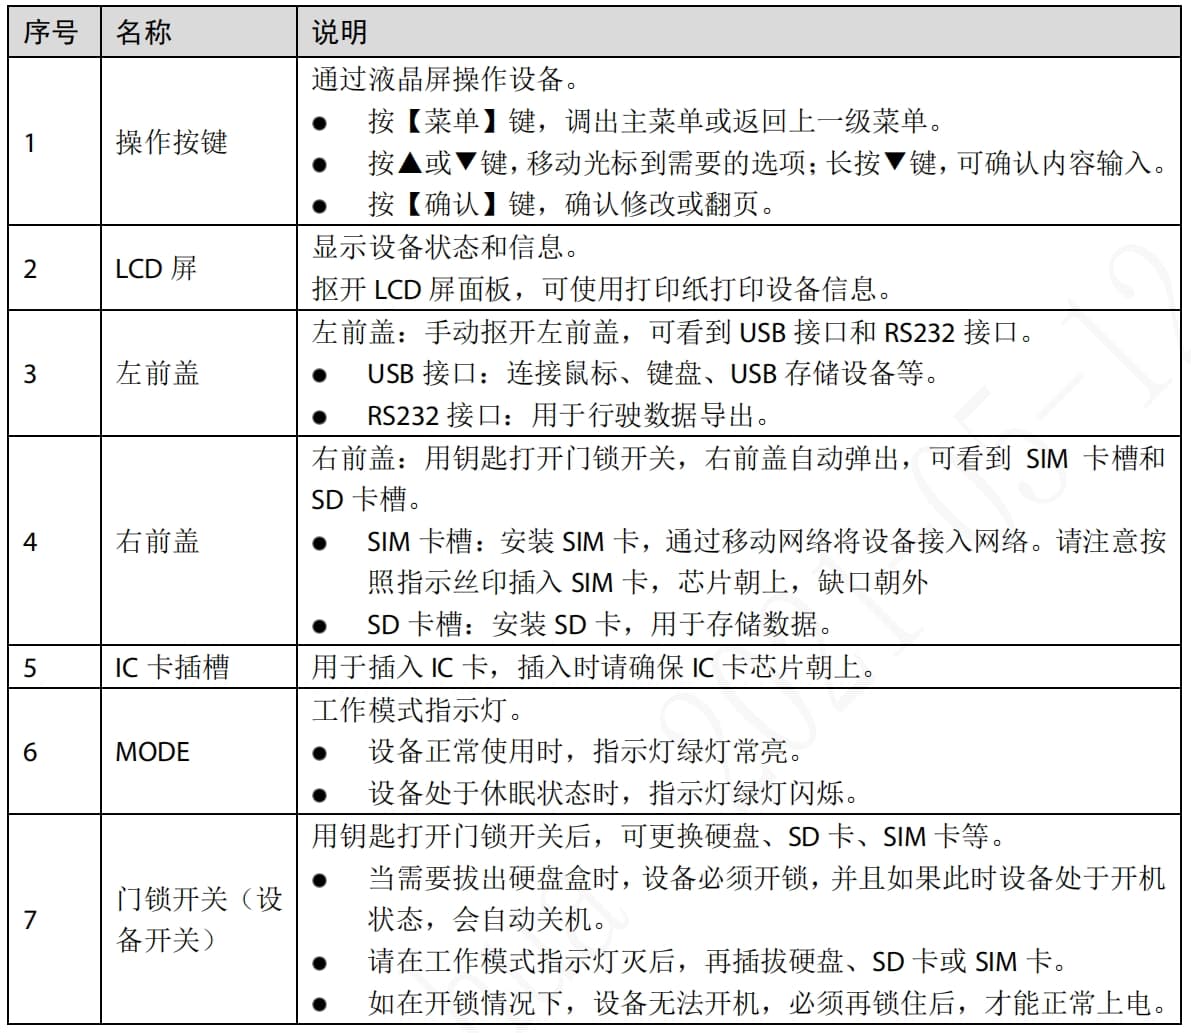 序号 名称 说明
通过液晶屏操作设备。
● 按【菜单】键，调出主菜单或返回上一级菜单。
1 操作按键
● 按▲或▼键，移动光标到需要的选项；长按▼键，可确认内容输入。
● 按【确认】键，确认修改或翻页。
显示设备状态和信息。
2 LCD 屏
抠开 LCD 屏面板，可使用打印纸打印设备信息。
左前盖：手动抠开左前盖，可看到 USB 接口和 RS232 接口。
3 左前盖
● USB 接口：连接鼠标、键盘、USB 存储设备等。
● RS232 接口：用于行驶数据导出。
右前盖：用钥匙打开门锁开关，右前盖自动弹出，可看到 SIM 卡槽和
SD 卡槽。
4 右前盖
● SIM 卡槽：安装 SIM 卡，通过移动网络将设备接入网络。请注意按
照指示丝印插入 SIM 卡，芯片朝上，缺口朝外
● SD 卡槽：安装 SD 卡，用于存储数据。
5 IC 卡插槽 用于插入 IC 卡，插入时请确保 IC 卡芯片朝上。
工作模式指示灯。
6 MODE
● 设备正常使用时，指示灯绿灯常亮。
● 设备处于休眠状态时，指示灯绿灯闪烁。
用钥匙打开门锁开关后，可更换硬盘、SD 卡、SIM 卡等。
7 门锁开关（设
备开关）
● 当需要拔出硬盘盒时，设备必须开锁，并且如果此时设备处于开机
状态，会自动关机。
● 请在工作模式指示灯灭后，再插拔硬盘、SD 卡或 SIM 卡。
● 如在开锁情况下，设备无法开机，必须再锁住后，才能正常上电。
2021-05-12